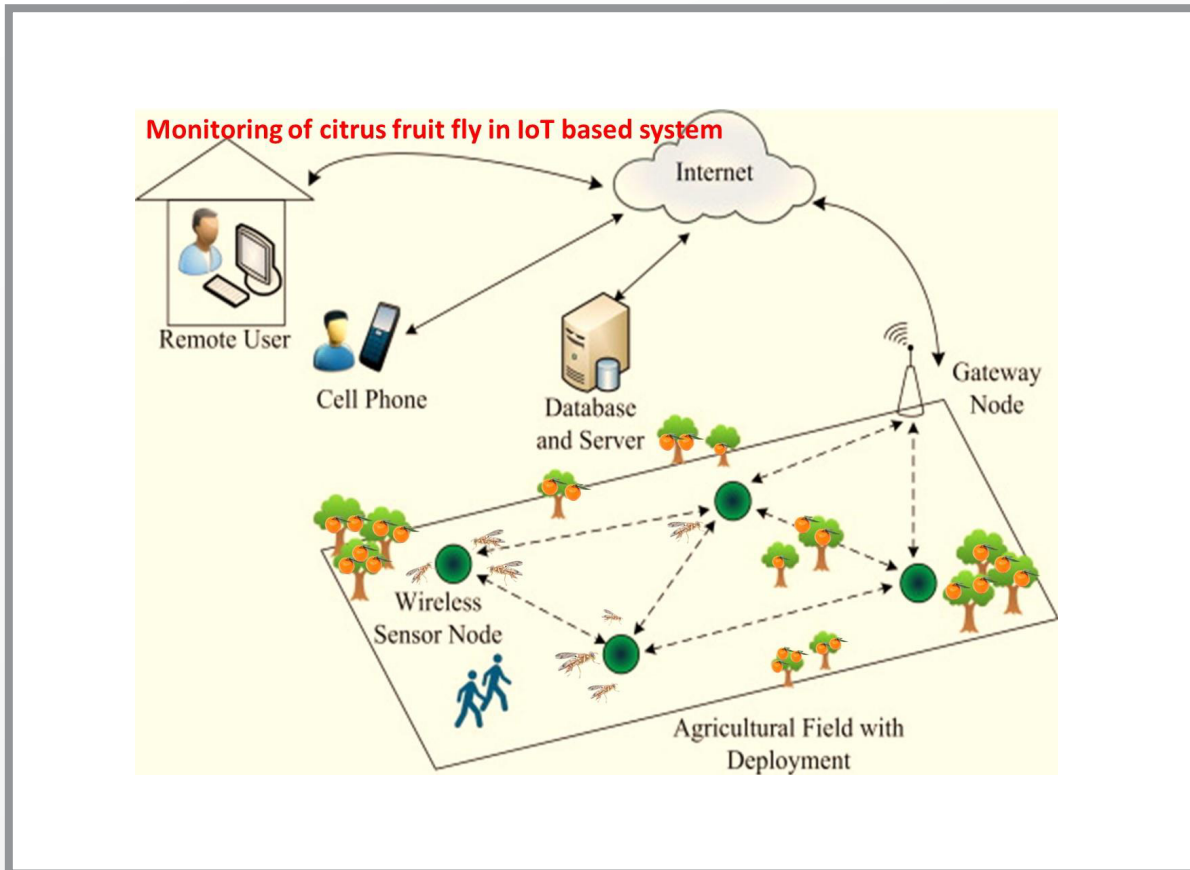 Monitoring of citrus fruit fly in IoT based system
Internet
Remote User
Cell Phone
Database
and Server
Gateway
Node
Wireless
Sensor Node
Agricultural Field with
Deployment